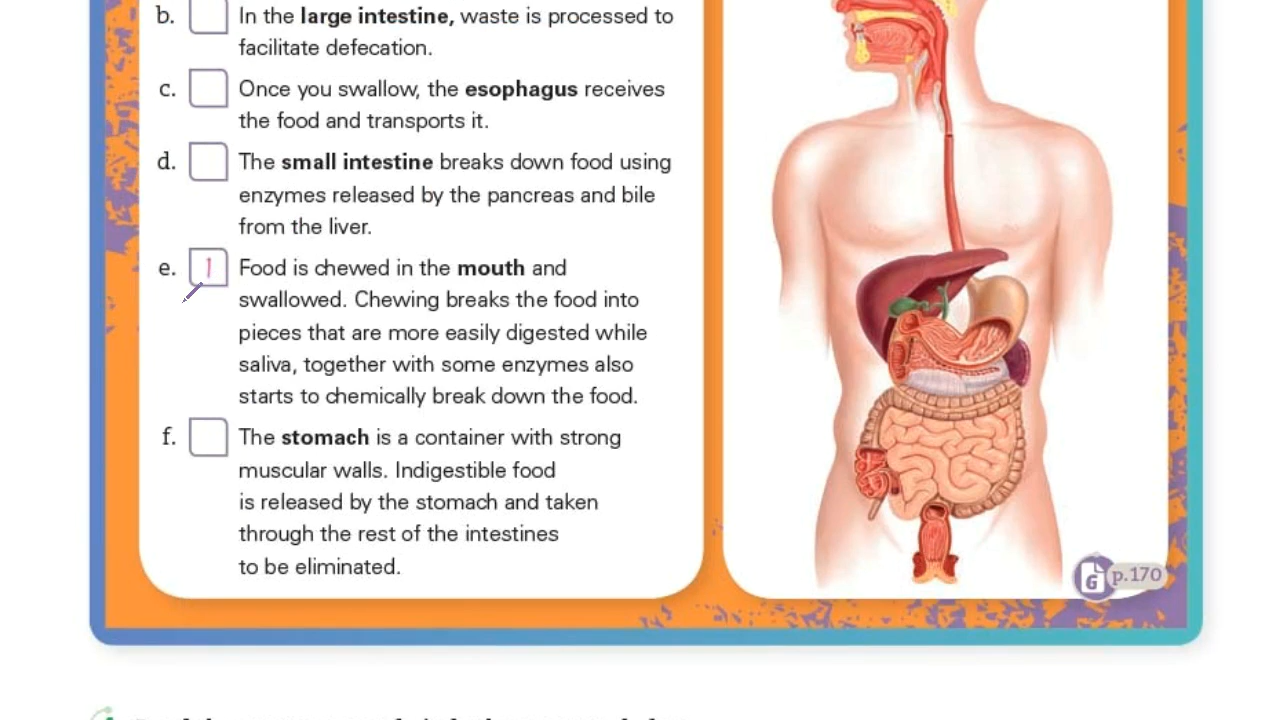 b. In the large intestine, waste is processed to
facilitate defecation.
c. Once you swallow, the esophagus receives
the food and transports it.
d. The small intestine breaks down food using
enzymes released by the pancreas and bile
from the liver.
e. 1 Food is chewed in the mouth and
swallowed. Chewing breaks the food into
pieces that are more easily digested while
saliva, together with some enzymes also
starts to chemically break down the food.
f. The stomach is a container with strong
muscular walls. Indigestible food
is released by the stomach and taken
through the rest of the intestines
to be eliminated.
G p.170